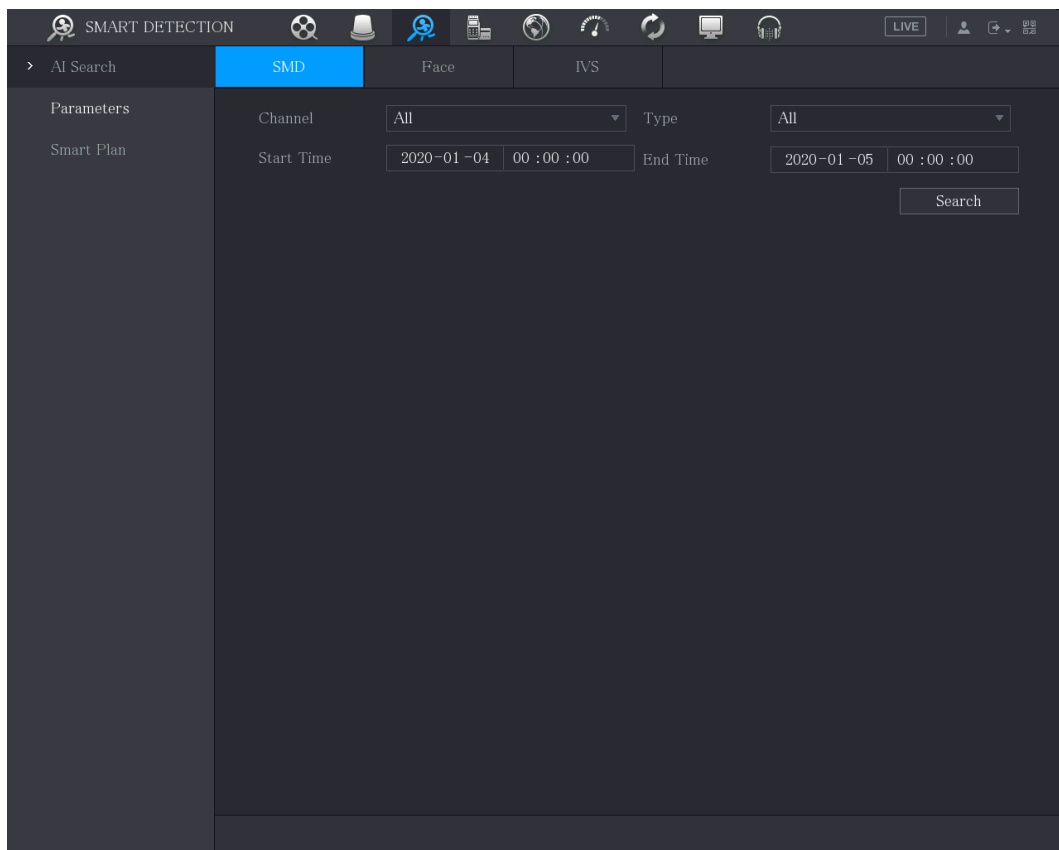 SMART DETECTION LIVE
AI Search SMD Face IVS
Parameters
Smart Plan
Channel All Type All
Start Time 2020-01-04 00:00:00 End Time 2020-01-05 00:00:00
Search